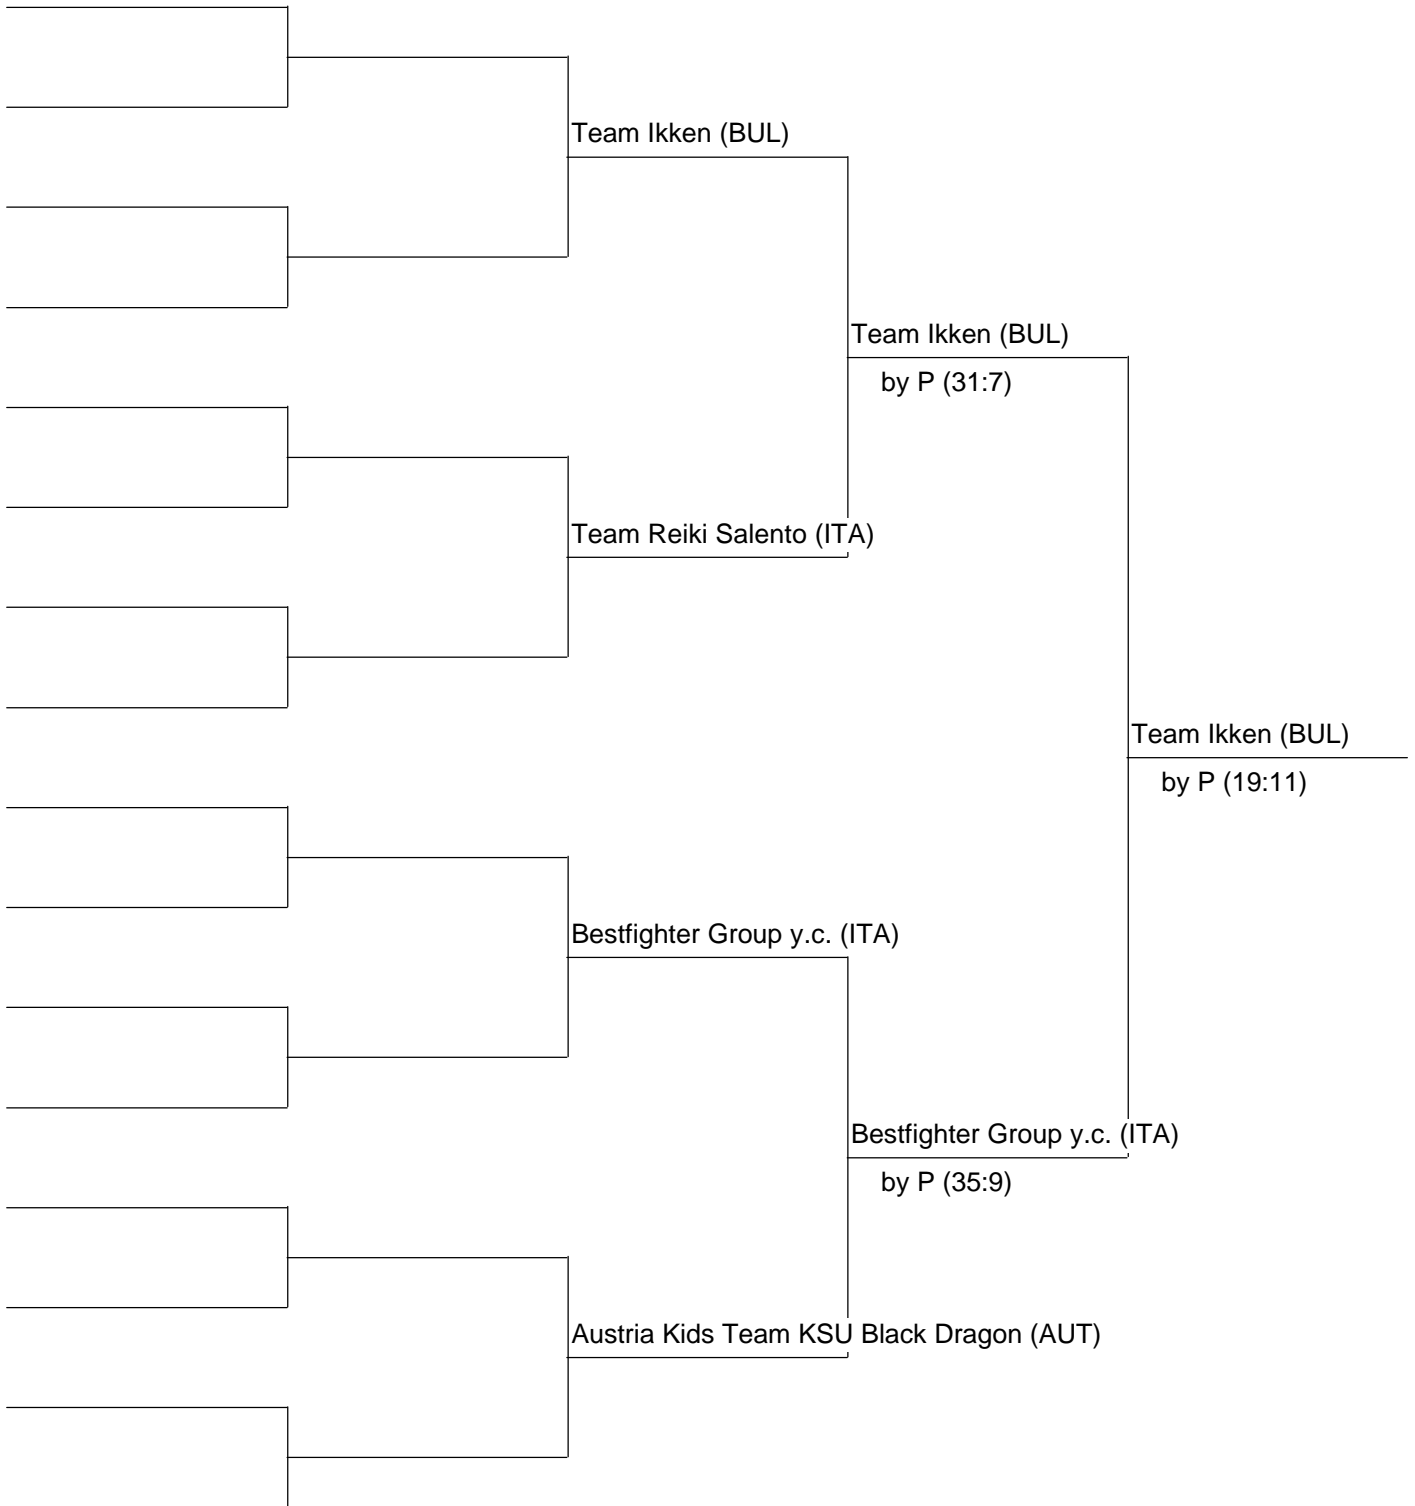 Team Ikken (BUL)
Team Ikken (BUL)
by P (31:7)
Team Reiki Salento (ITA)
Team Ikken (BUL)
by P (19:11)
Bestfighter Group y.c. (ITA)
Bestfighter Group y.c. (ITA)
by P (35:9)
Austria Kids Team KSU Black Dragon (AUT)